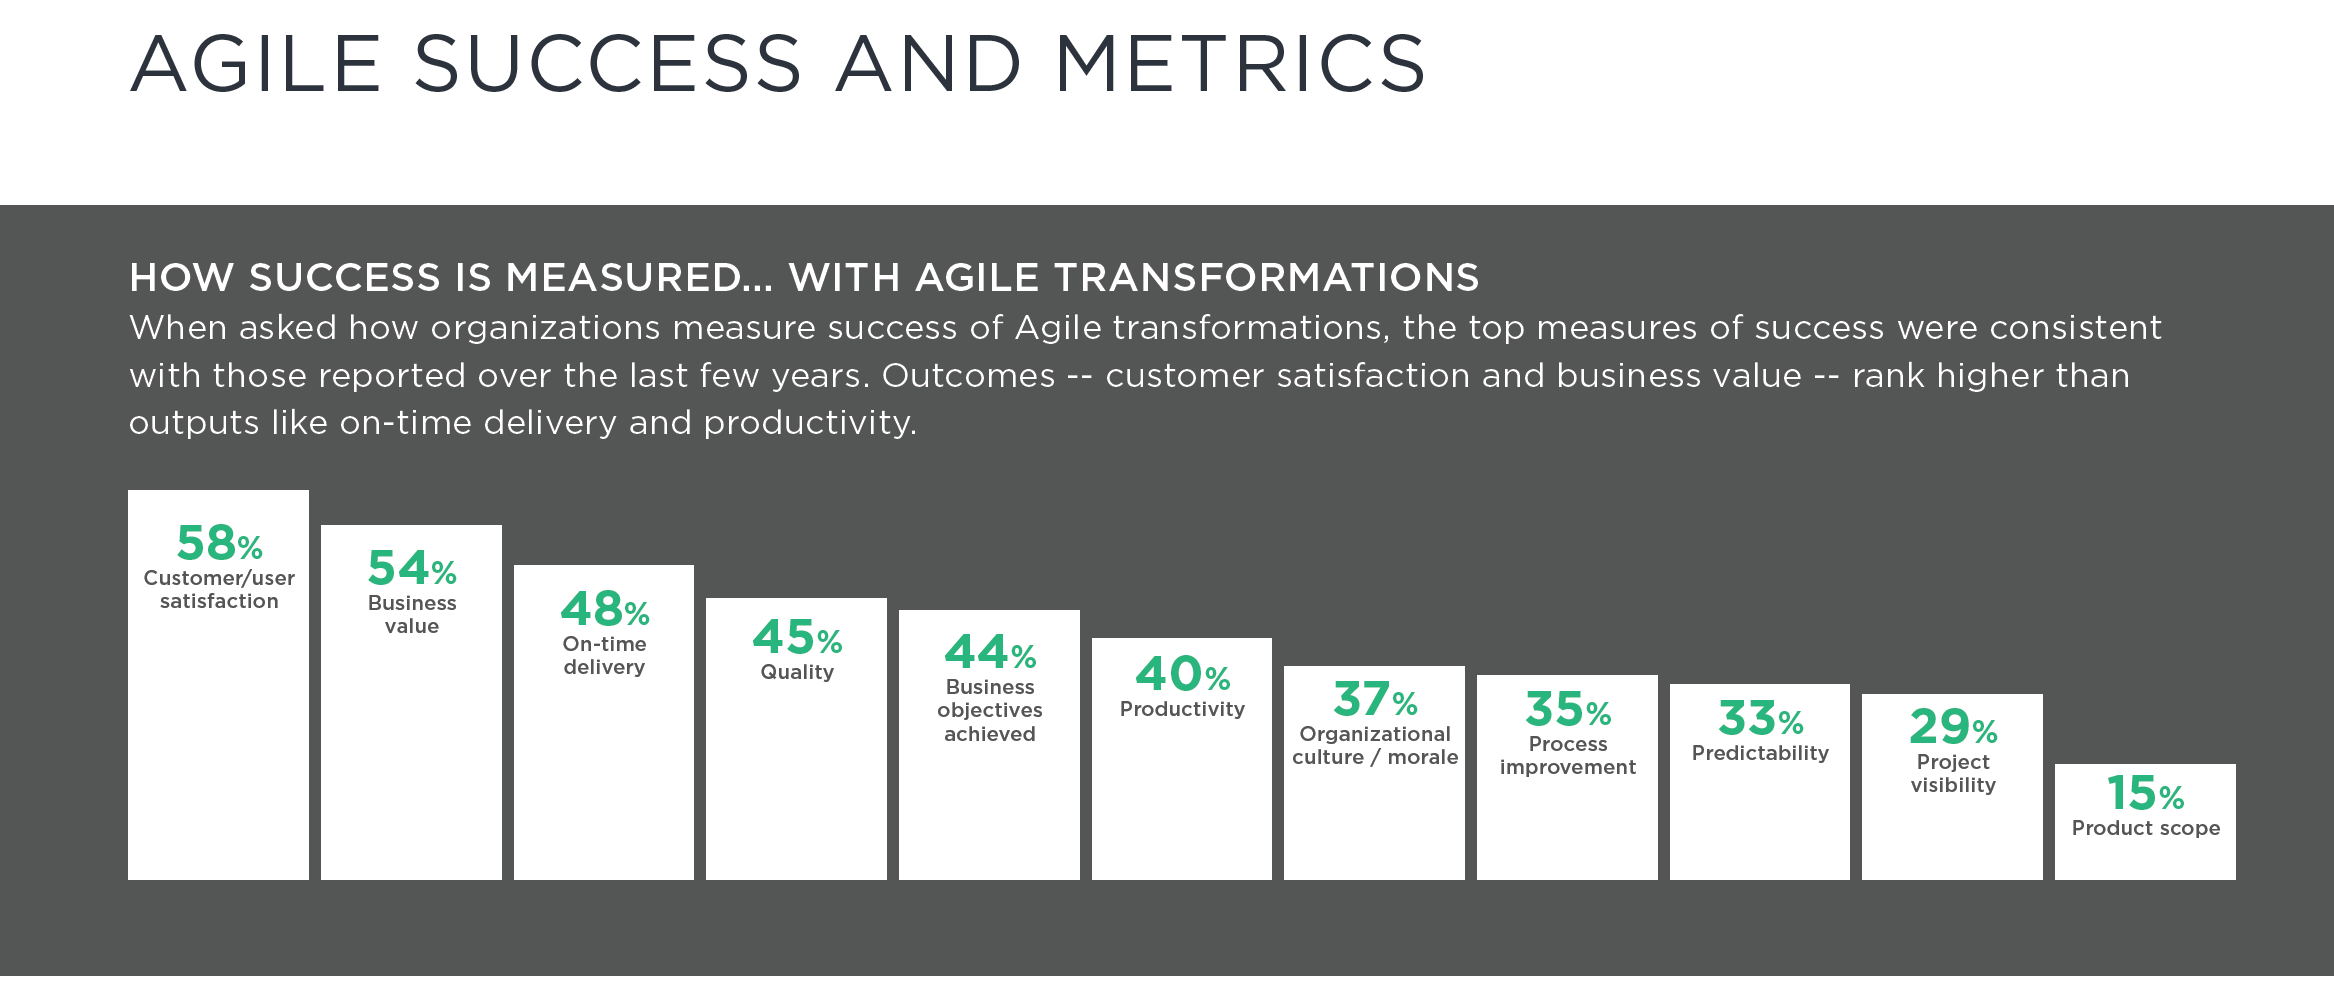 AGILE SUCCESS AND METRICS
HOW SUCCESS IS MEASURED... WITH AGILE TRANSFORMATIONS
When asked how organizations measure success of Agile transformations, the top measures of success were consistent
with those reported over the last few years. Outcomes -- customer satisfaction and business value -- rank higher than
outputs like on-time delivery and productivity.
58%
Customer/user
satisfaction
54%
Business
value
48%
On-time
delivery
45%
Quality
44%
Business
objectives
achieved
40%
Productivity
37%
Organizational
culture / morale
35%
Process
improvement
33%
Predictability
29%
Project
visibility
15%
Product scope